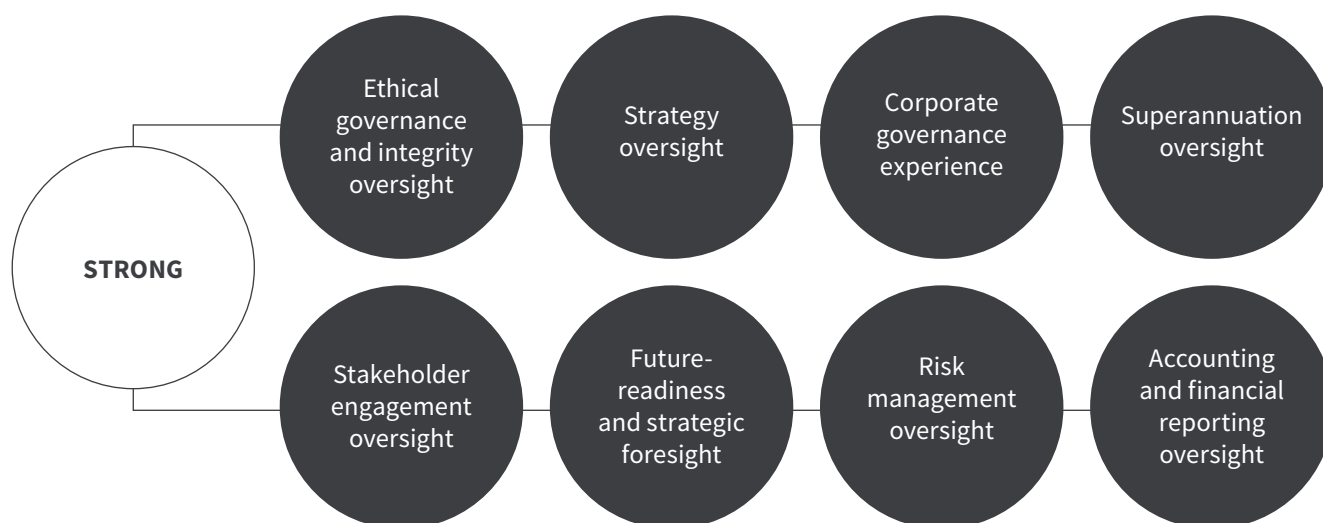 STRONG
Ethical
governance
and integrity
oversight
Strategy
oversight
Corporate
governance
experience
Superannuation
oversight
Stakeholder
engagement
oversight
Future-
readiness
and strategic
foresight
Risk
management
oversight
Accounting
and financial
reporting
oversight